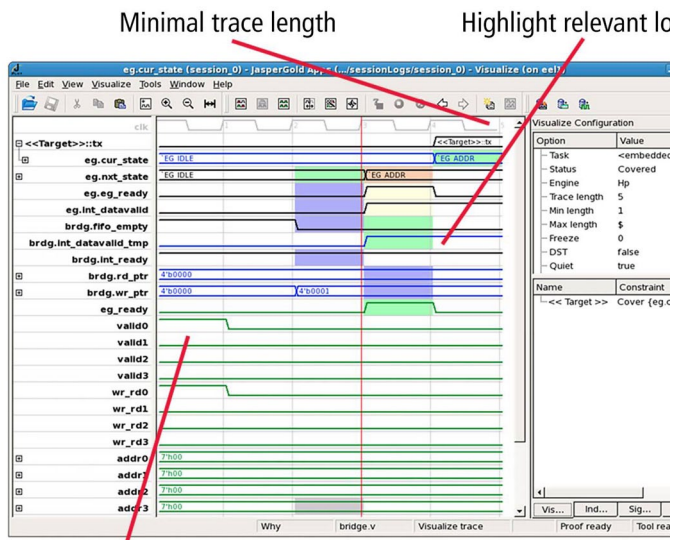 Minimal trace length
Highlight relevant lo
eg.cur_state (session_0) - JasperGold Apps (.../sessionLogs/session_0) - Visualize (on eel)
File Edit View Visualize Tools Window Help
clk
1
2
3
4
5
<<Target>>::tx
<<Target>>::tx
eg.cur_state
`EG IDLE
`EG ADDR
eg.nxt_state
EG IDLE
`EG ADDR
eg.eg_ready
eg.int_datavalid
brdg.fifo_empty
brdg.int_datavalid_tmp
brdg.int_ready
brdg.rd_ptr
4'b0000
brdg.wr_ptr
4'b0000
4'b0001
eg_ready
valid0
valid1
valid2
valid3
wr_rd0
wr_rd1
wr_rd2
wr_rd3
addr0
7'h00
addr1
7'h00
addr2
7'h00
addr3
7'h00
Visualize Configuration
Option Value
Task <embedded
Status Covered
Engine Hp
Trace length 5
Min length 1
Max length $
Freeze 0
DST false
Quiet true
Name Constraint
<< Target >> Cover {eg.c
Vis... Ind... Sig...
Why bridge.v Visualize trace Proof ready Tool rea